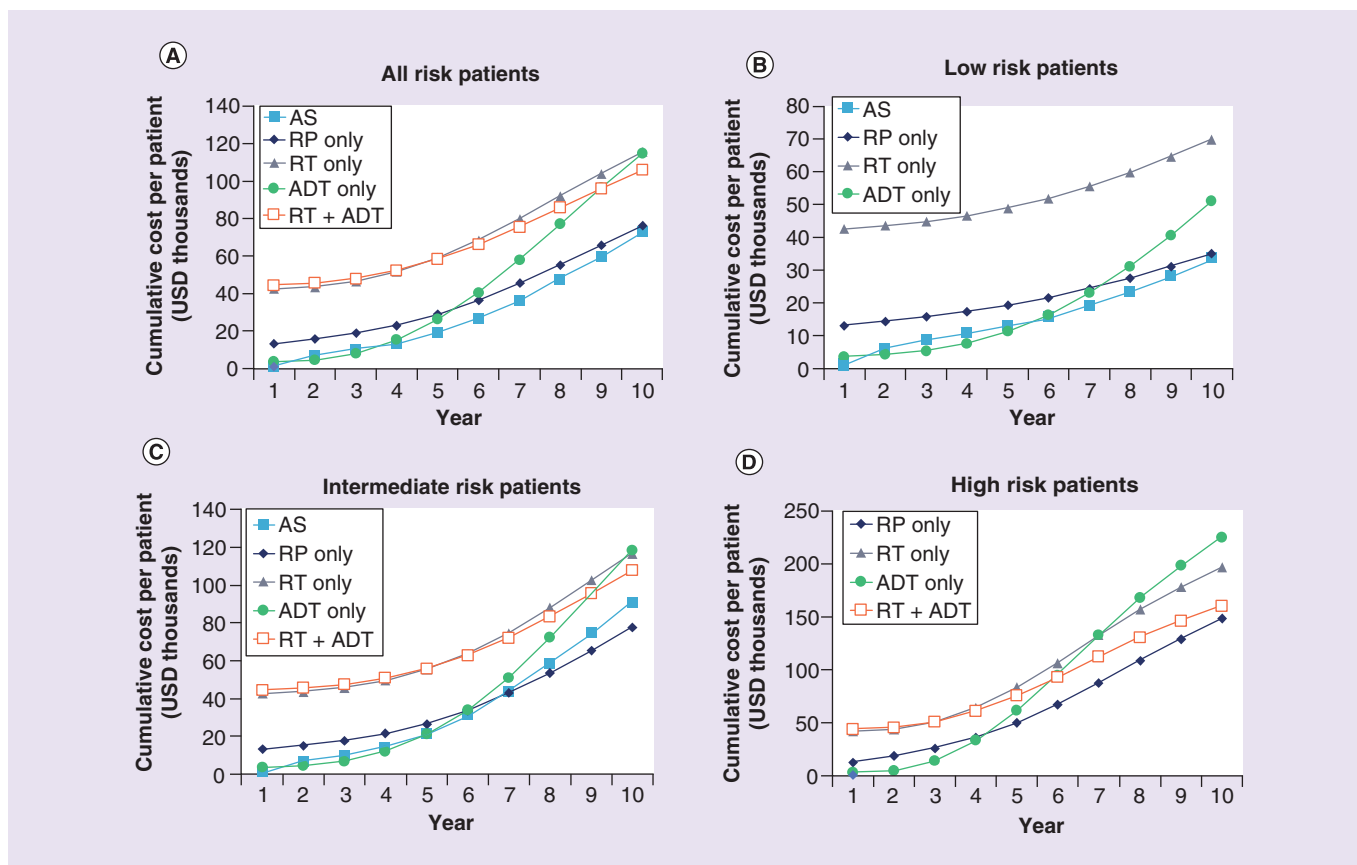 A
All risk patients
Cumulative cost per patient
(USD thousands)
140
120
100
80
60
40
20
0
AS
RP only
RT only
ADT only
RT + ADT
1 2 3 4 5 6 7 8 9 10
Year
B
Low risk patients
Cumulative cost per patient
(USD thousands)
80
70
60
50
40
30
20
10
0
AS
RP only
RT only
ADT only
1 2 3 4 5 6 7 8 9 10
Year
C
Intermediate risk patients
Cumulative cost per patient
(USD thousands)
140
120
100
80
60
40
20
0
AS
RP only
RT only
ADT only
RT + ADT
1 2 3 4 5 6 7 8 9 10
Year
D
High risk patients
Cumulative cost per patient
(USD thousands)
250
200
150
100
50
0
RP only
RT only
ADT only
RT + ADT
1 2 3 4 5 6 7 8 9 10
Year